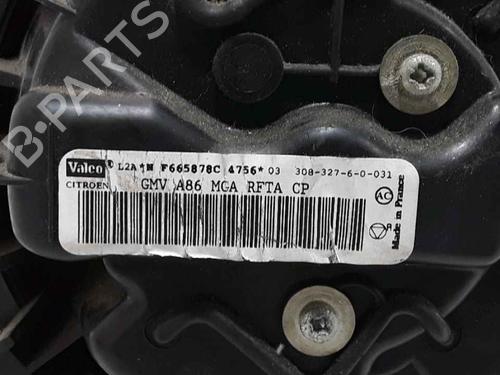 B-PARTS
Valeo® L2A*N F665878C 4756* 03 308-327-6-0-031
CITROEN GMV A86 MGA RFTA CP
AC
Made in France